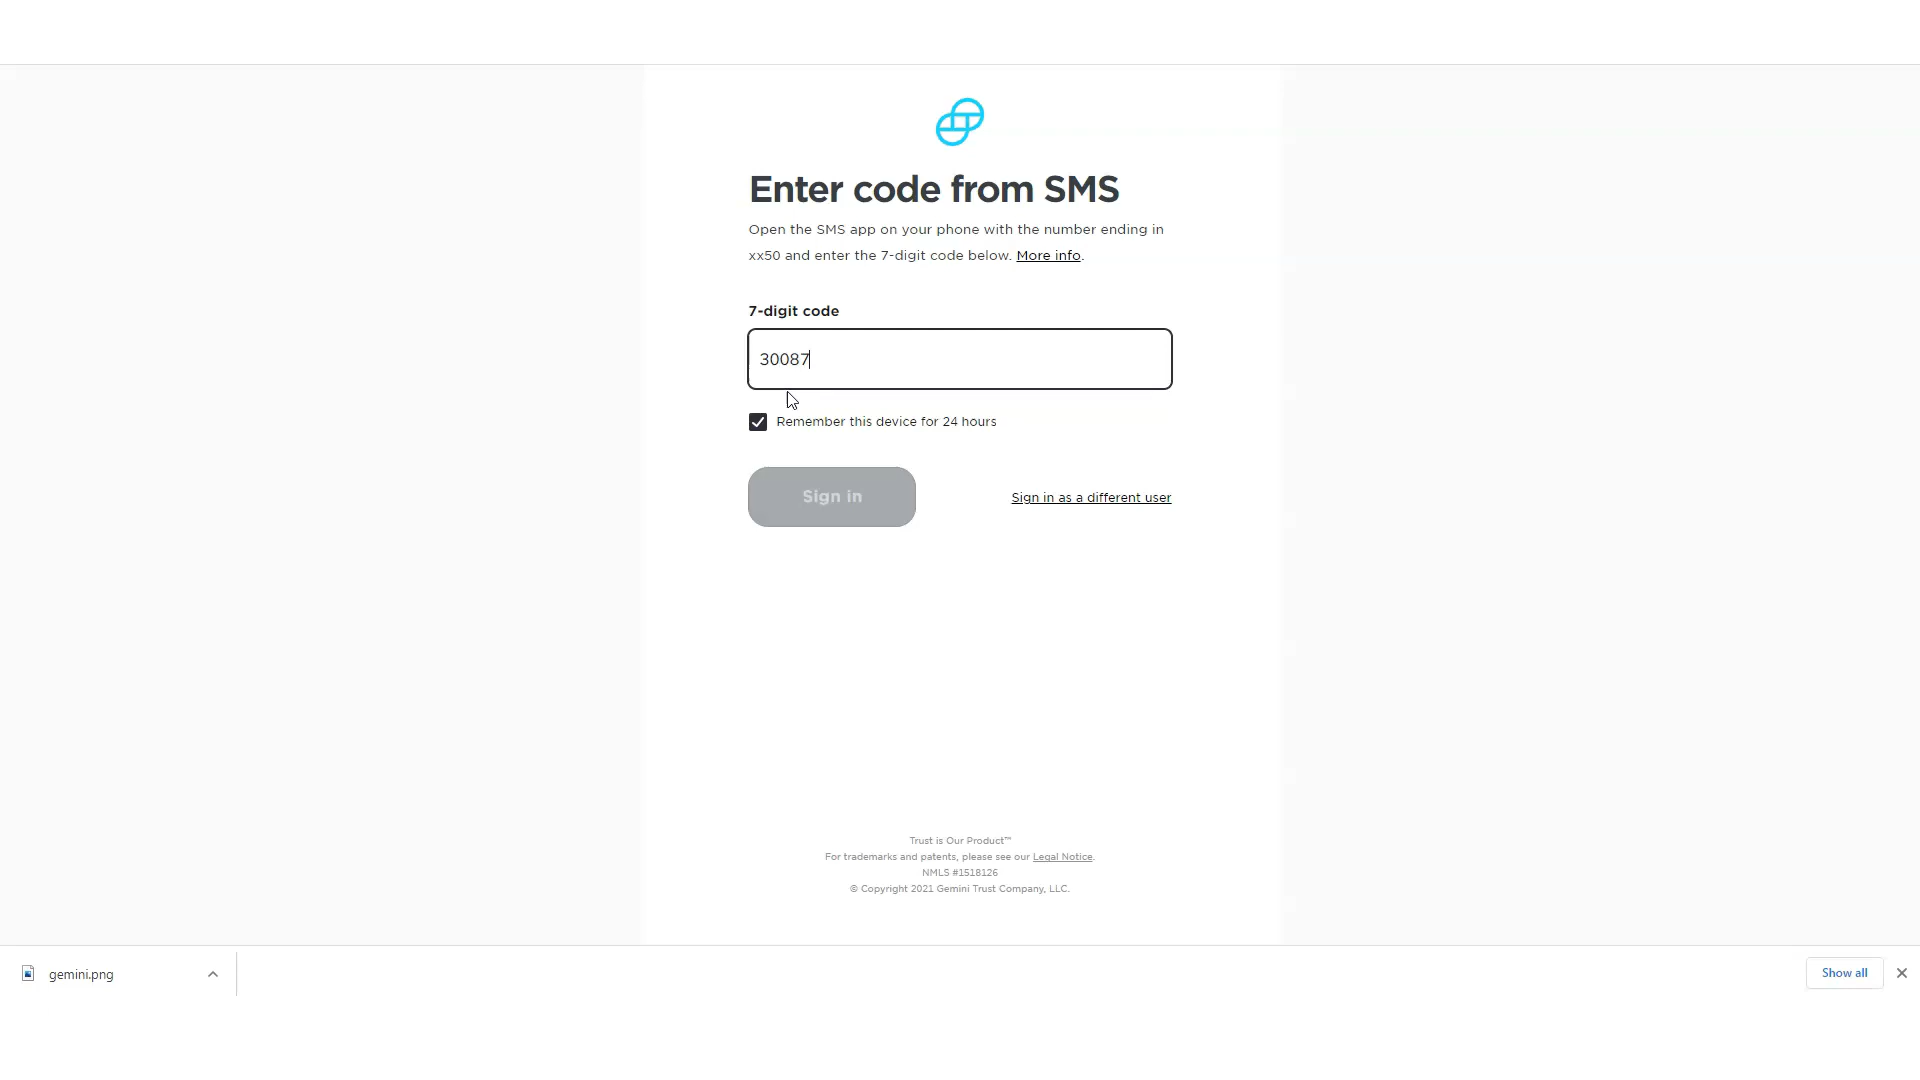 Enter code from SMS
Open the SMS app on your phone with the number ending in
xx50 and enter the 7-digit code below. More info.
7-digit code
30087
Remember this device for 24 hours
Sign in
Sign in as a different user
Trust is Our Product™
For trademarks and patents, please see our Legal Notice.
NMLS #1518126
© Copyright 2021 Gemini Trust Company, LLC.
gemini.png
Show all